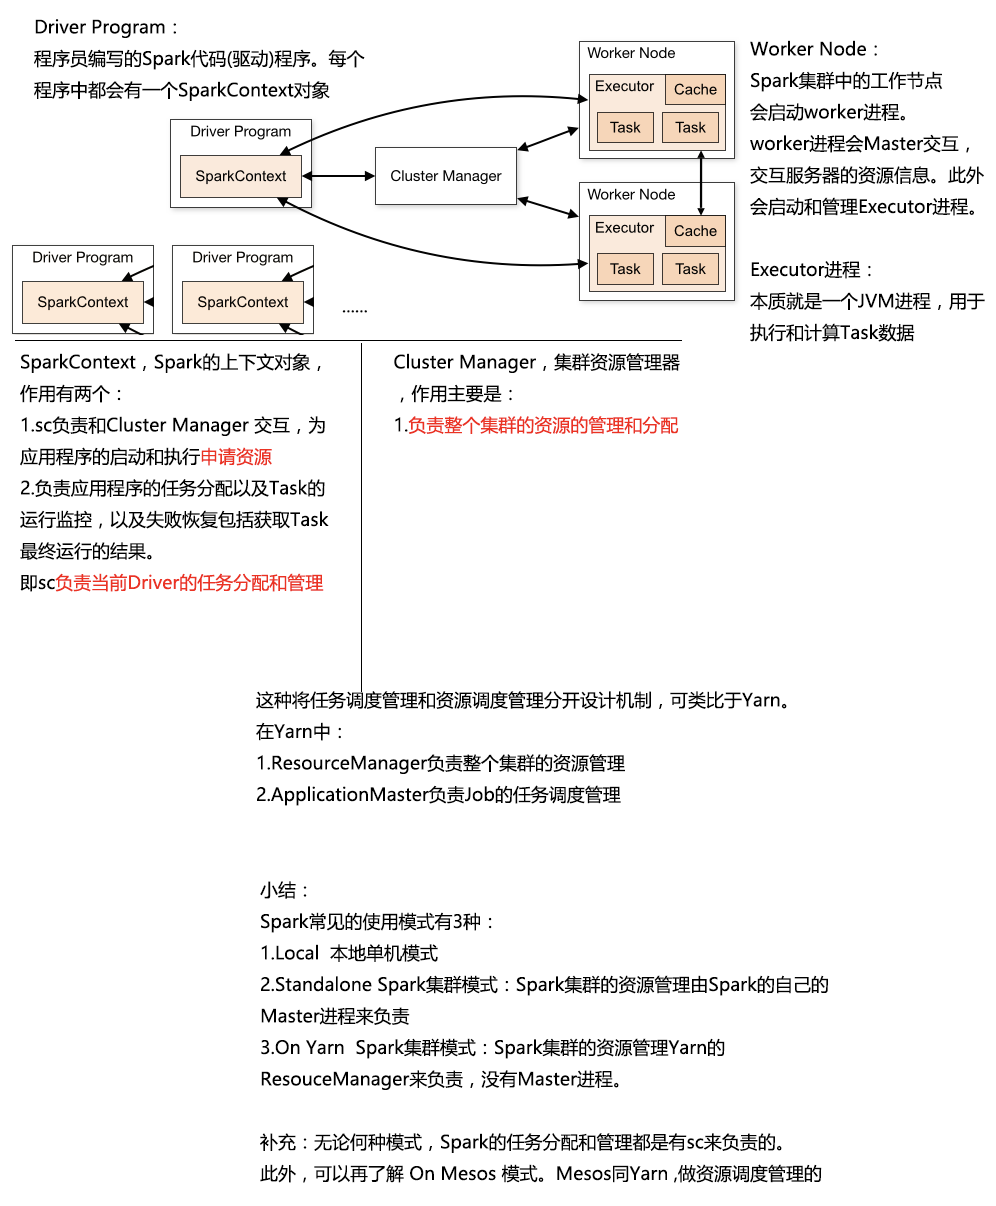 Driver Program：
程序员编写的Spark代码(驱动)程序。每个
程序中都会有一个SparkContext对象
Driver Program
SparkContext
Cluster Manager
Worker Node
Executor
Cache
Task
Task
Worker Node
Executor
Cache
Task
Task
Worker Node：
Spark集群中的工作节点
会启动worker进程。
worker进程会Master交互，
交互服务器的资源信息。此外
会启动和管理Executor进程。
Executor进程：
本质就是一个JVM进程，用于
执行和计算Task数据
Driver Program
SparkContext
Driver Program
SparkContext
......
SparkContext，Spark的上下文对象，
作用有两个：
1.sc负责和Cluster Manager 交互，为
应用程序的启动和执行申请资源
2.负责应用程序的任务分配以及Task的
运行监控，以及失败恢复包括获取Task
最终运行的结果。
即sc负责当前Driver的任务分配和管理
Cluster Manager，集群资源管理器
，作用主要是：
1.负责整个集群的资源的管理和分配
这种将任务调度管理和资源调度管理分开设计机制，可类比于Yarn。
在Yarn中：
1.ResourceManager负责整个集群的资源管理
2.ApplicationMaster负责Job的任务调度管理
小结：
Spark常见的使用模式有3种：
1.Local 本地单机模式
2.Standalone Spark集群模式：Spark集群的资源管理由Spark的自己的
Master进程来负责
3.On Yarn Spark集群模式：Spark集群的资源管理Yarn的
ResouceManager来负责，没有Master进程。
补充：无论何种模式，Spark的任务分配和管理都是有sc来负责的。
此外，可以再了解 On Mesos 模式。Mesos同Yarn ,做资源调度管理的